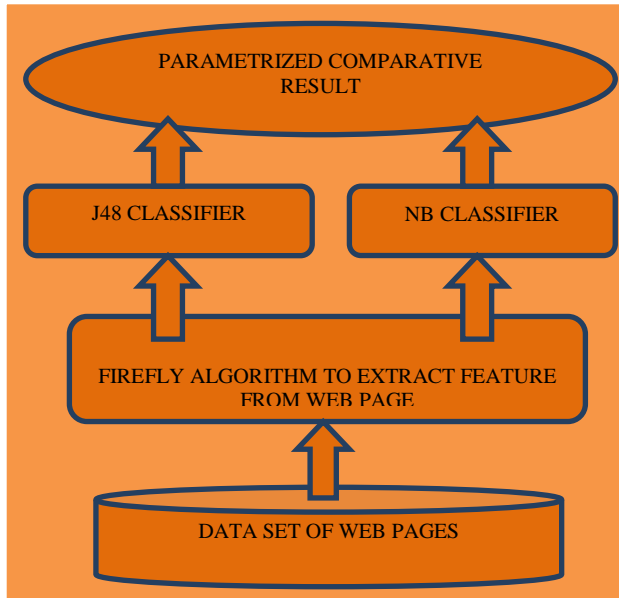 PARAMETRIZED COMPARATIVE
RESULT
J48 CLASSIFIER
NB CLASSIFIER
FIREFLY ALGORITHM TO EXTRACT FEATURE
FROM WEB PAGE
DATA SET OF WEB PAGES